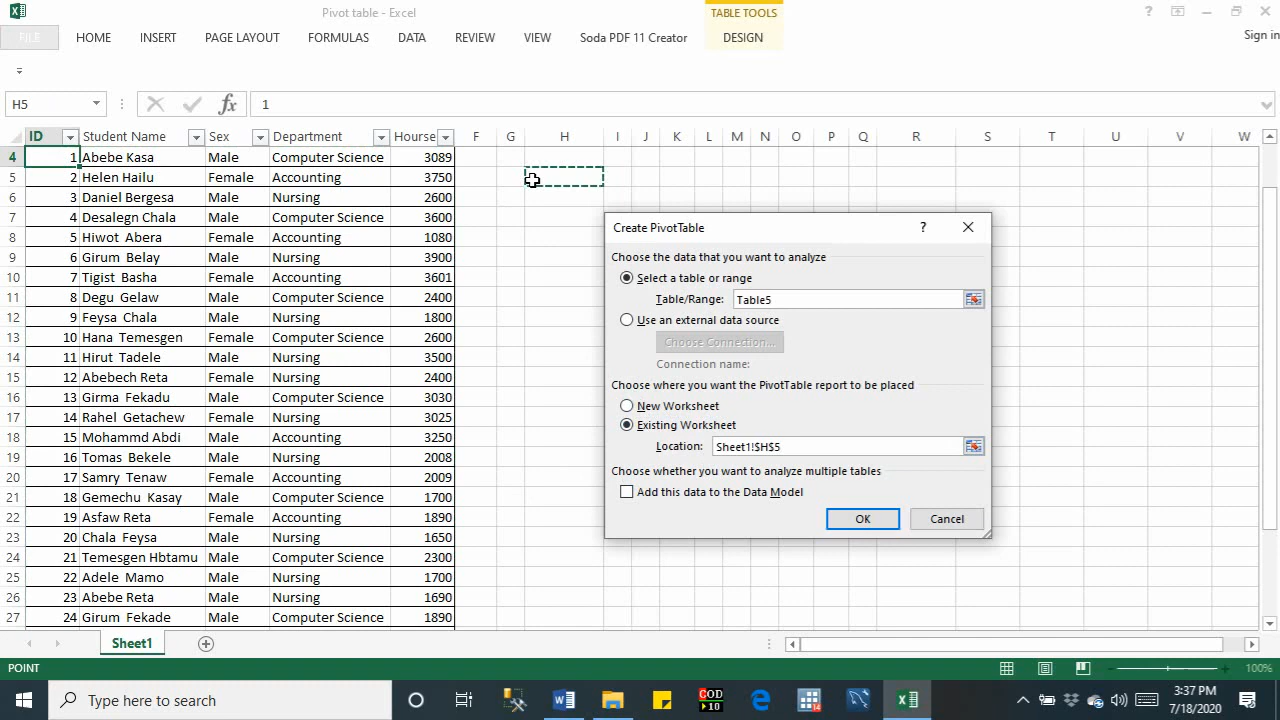 Pivot table - Excel
TABLE TOOLS
?
FILE
HOME
INSERT
PAGE LAYOUT
FORMULAS
DATA
REVIEW
VIEW
Soda PDF 11 Creator
DESIGN
Sign in
H5
fx
1
ID Student Name Sex Department Hourse F G H I J K L M N O P Q R S T U V W
4 1 Abebe Kasa Male Computer Science 3089
5 2 Helen Hailu Female Accounting 3750
6 3 Daniel Bergesa Male Nursing 2600
7 4 Desalegn Chala Male Computer Science 3600
8 5 Hiwot Abera Female Accounting 1080
9 6 Girum Belay Male Nursing 3900
10 7 Tigist Basha Female Accounting 3601
11 8 Degu Gelaw Male Computer Science 2400
12 9 Feysa Chala Male Nursing 1800
13 10 Hana Temesgen Female Computer Science 2600
14 11 Hirut Tadele Male Nursing 3500
15 12 Abebech Reta Female Nursing 2400
16 13 Girma Fekadu Male Computer Science 3030
17 14 Rahel Getachew Female Nursing 3025
18 15 Mohammd Abdi Male Accounting 3250
19 16 Tomas Bekele Male Nursing 2008
20 17 Samry Tenaw Female Accounting 2009
21 18 Gemechu Kasay Male Computer Science 1700
22 19 Asfaw Reta Female Accounting 1890
23 20 Chala Feysa Male Nursing 1650
24 21 Temesgen Hbtamu Male Computer Science 2300
25 22 Adele Mamo Male Nursing 1700
26 23 Abebe Reta Male Nursing 1690
27 24 Girum Fekade Male Computer Science 1890
Create PivotTable ?
Choose the data that you want to analyze
Select a table or range
Table/Range: Table5
Use an external data source
Choose Connection...
Connection name:
Choose where you want the PivotTable report to be placed
New Worksheet
Existing Worksheet
Location: Sheet1!$H$5
Choose whether you want to analyze multiple tables
Add this data to the Data Model
OK
Cancel
Sheet1
POINT
100%
Type here to search
GOD
10
14
3:37 PM
7/18/2020